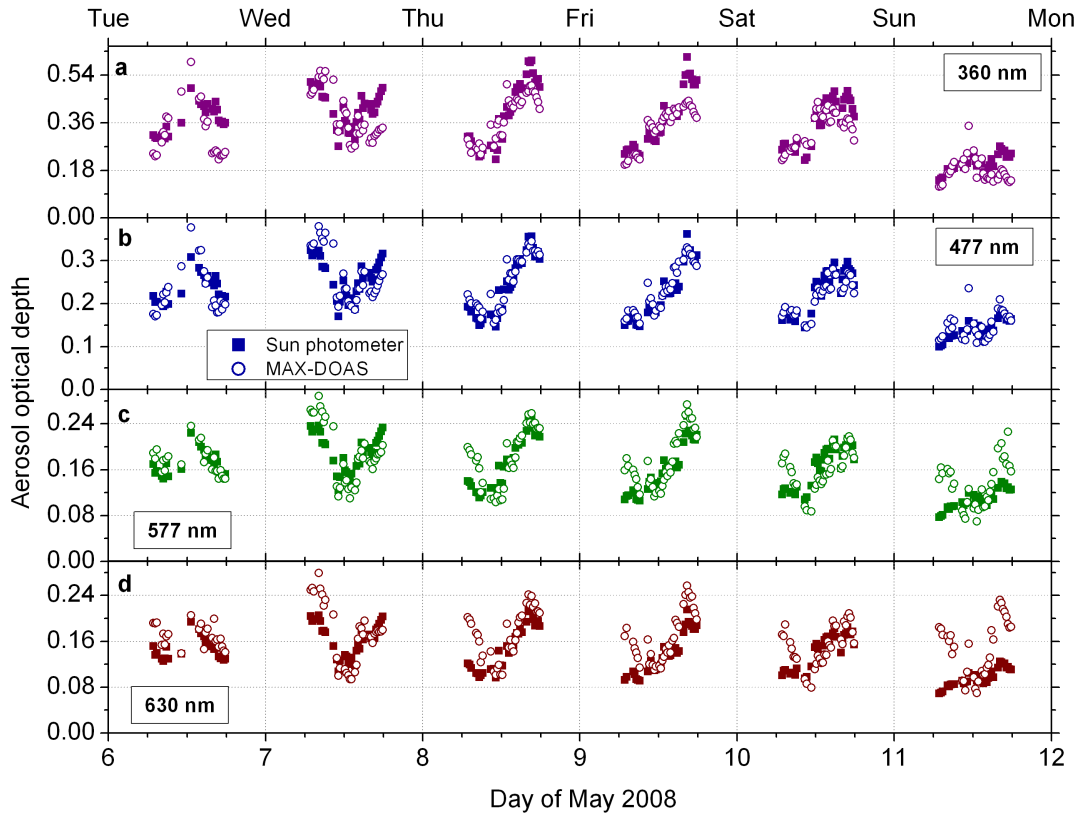 Tue Wed Thu Fri Sat Sun Mon
a
360 nm
0.54
0.36
0.18
0.00
b
477 nm
0.3
0.2
0.1
0.0
Sun photometer
MAX-DOAS
c
0.24
0.16
0.08
0.00
577 nm
d
0.24
0.16
0.08
0.00
630 nm
Aerosol optical depth
6 7 8 9 10 11 12
Day of May 2008